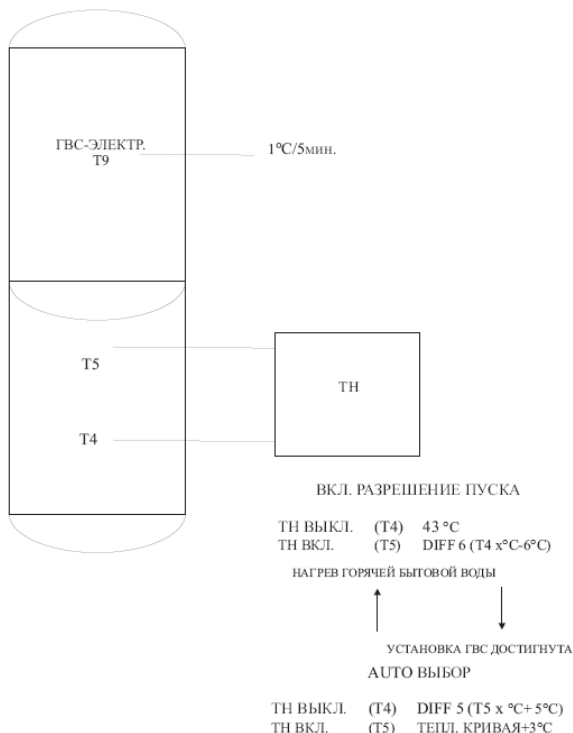 ГВС-ЭЛЕКТР.
T9
1°C/5мин.
T5
T4
ТН
ВКЛ. РАЗРЕШЕНИЕ ПУСКА
ТН ВЫКЛ. (T4) 43 °C
ТН ВКЛ. (T5) DIFF 6 (T4 x°C-6°C)
НАГРЕВ ГОРЯЧЕЙ БЫТОВОЙ ВОДЫ
УСТАНОВКА ГВС ДОСТИГНУТА
AUTO ВЫБОР
ТН ВЫКЛ. (T4) DIFF 5 (T5 x °C+ 5°C)
ТН ВКЛ. (T5) ТЕПЛ. КРИВАЯ+3°C